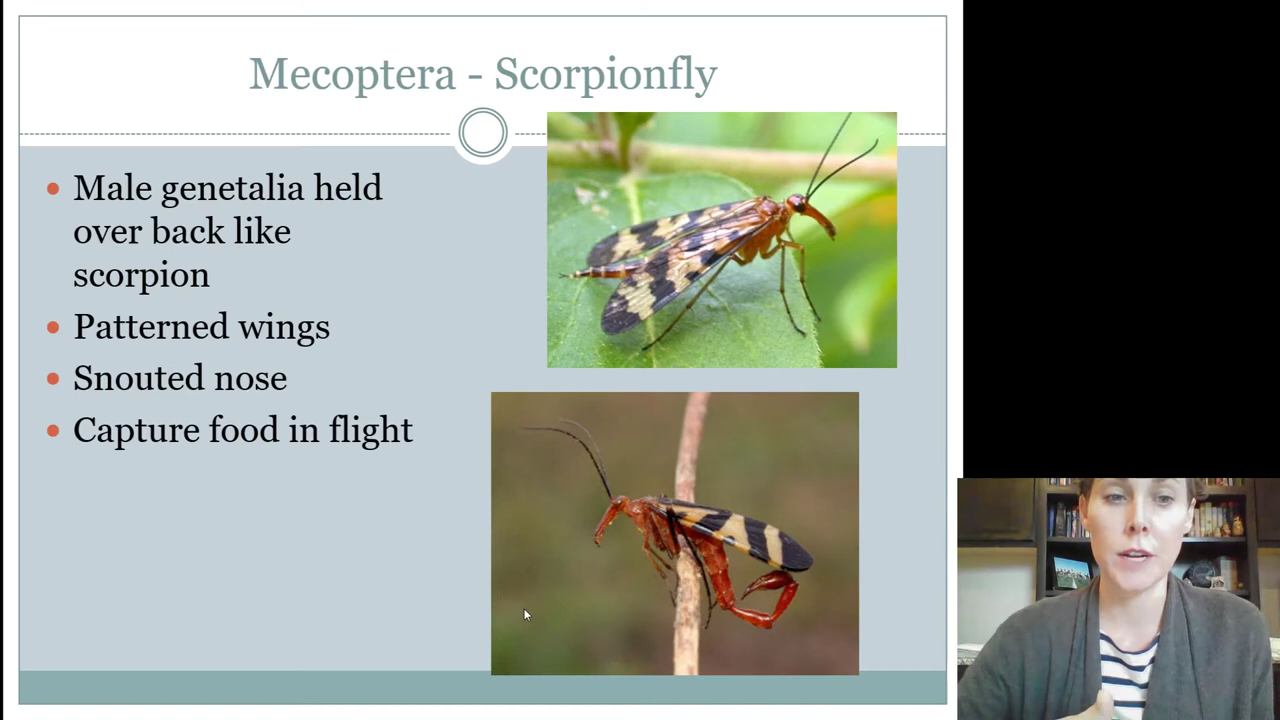 Mecoptera - Scorpionfly
• Male genetalia held
over back like
scorpion
• Patterned wings
• Snouted nose
• Capture food in flight